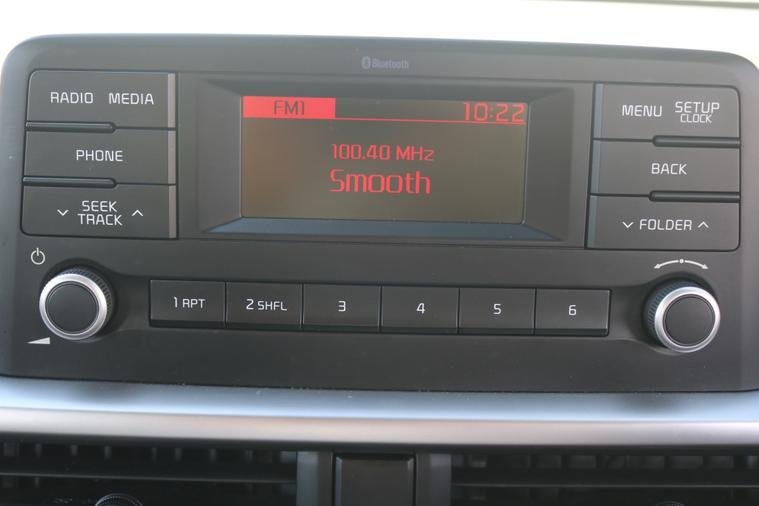 Bluetooth
RADIO MEDIA
FM1 10:22
MENU SETUP
CLOCK
PHONE
100.40 MHz
BACK
Smooth
SEEK
TRACK
FOLDER
1 RPT 2 SHFL 3 4 5 6